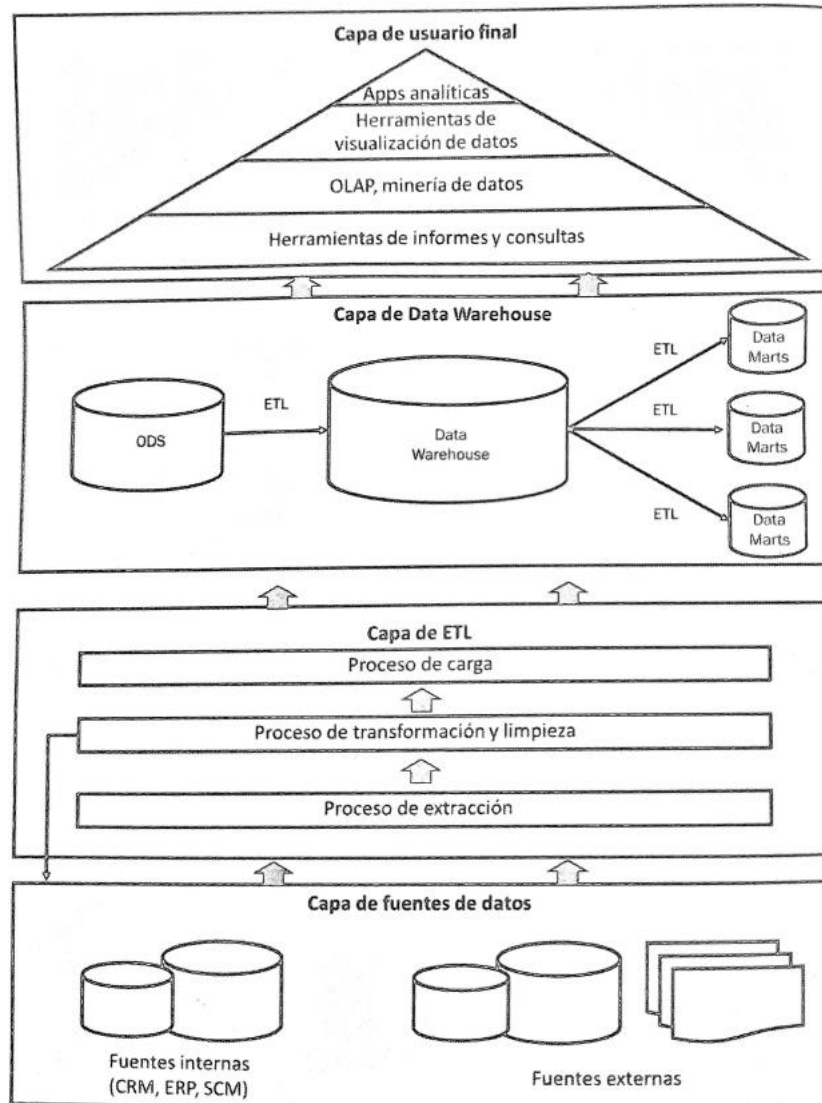 Capa de usuario final
Apps analíticas
Herramientas de
visualización de datos
OLAP, minería de datos
Herramientas de informes y consultas
Capa de Data Warehouse
ODS
ETL
Data
Warehouse
ETL
Data
Marts
ETL
Data
Marts
ETL
Data
Marts
Capa de ETL
Proceso de carga
Proceso de transformación y limpieza
Proceso de extracción
Capa de fuentes de datos
Fuentes internas
(CRM, ERP, SCM)
Fuentes externas